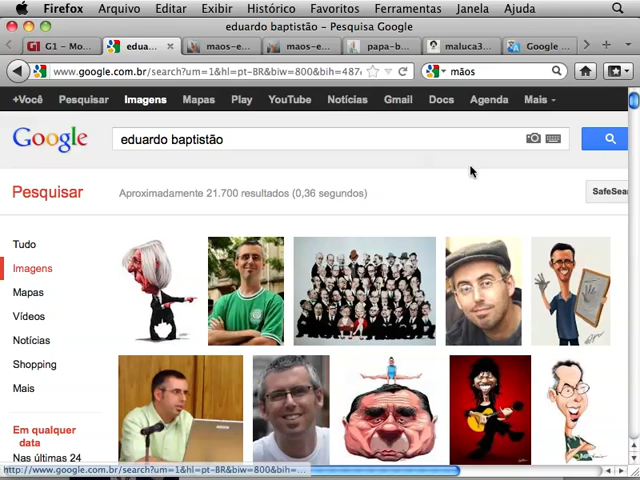 Firefox Arquivo Editar Exibir Histórico Favoritos Ferramentas Janela Ajuda
eduardo baptistão - Pesquisa Google
G1 - Mo... edua... maos-e... maos-e... papa-b... maluca3... Google ...
www.google.com.br/search?um=1&hl=pt-BR&biw=800&bih=487 mãos
+Você Pesquisar Imagens Mapas Play YouTube Notícias Gmail Docs Agenda Mais
Google eduardo baptistão
Pesquisar Aproximadamente 21.700 resultados (0,36 segundos) SafeSear
Tudo
Imagens
Mapas
Vídeos
Notícias
Shopping
Mais
Em qualquer
data
Nas últimas 24
http://www.google.com.br/search?um=1&hl=pt-BR&biw=800&bih=...